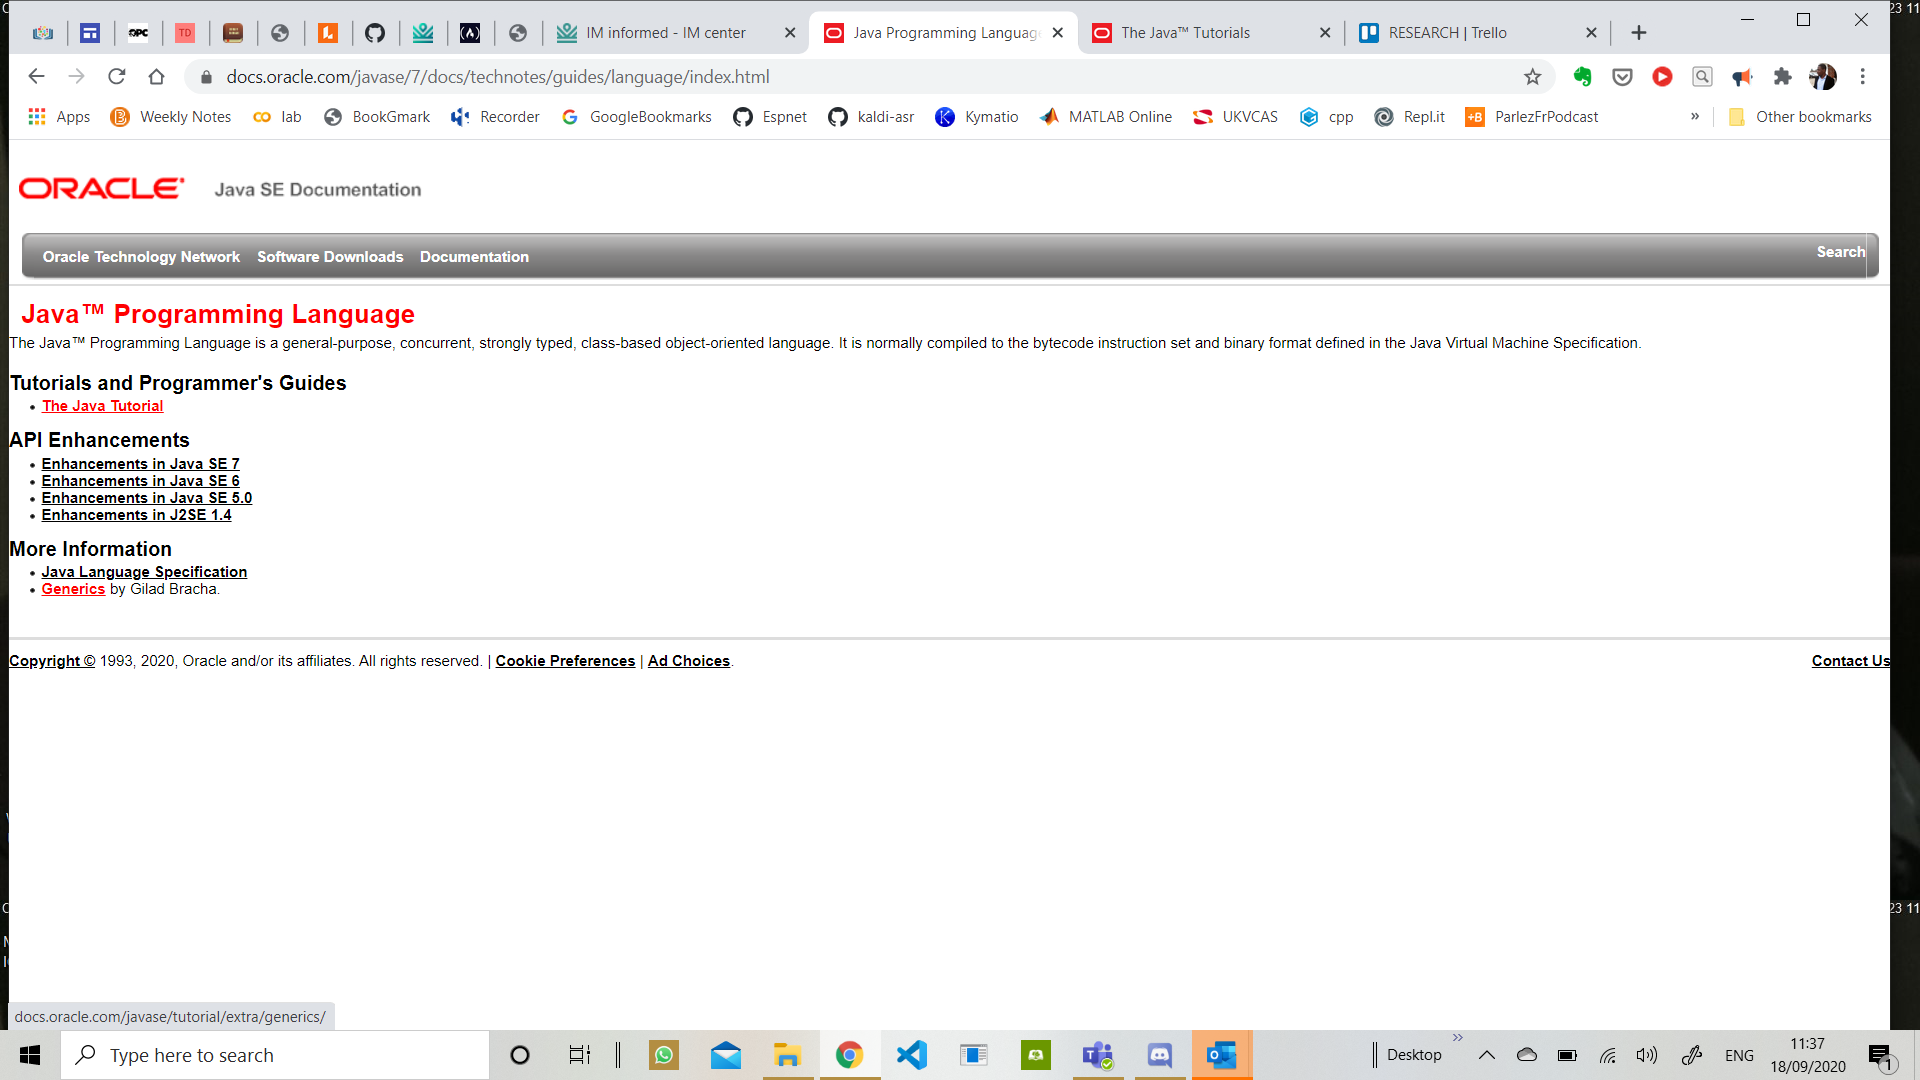 23 11
OPC
TD
IM informed - IM center
Java Programming Languag
The Java™ Tutorials
RESEARCH | Trello
docs.oracle.com/javase/7/docs/technotes/guides/language/index.html
Apps Weekly Notes lab BookGmark Recorder GoogleBookmarks Espnet kaldi-asr Kymatio MATLAB Online UKVCAS cpp Repl.it ParlezFrPodcast » Other bookmarks
ORACLE Java SE Documentation
Oracle Technology Network Software Downloads Documentation Search
Java™ Programming Language
The Java™ Programming Language is a general-purpose, concurrent, strongly typed, class-based object-oriented language. It is normally compiled to the bytecode instruction set and binary format defined in the Java Virtual Machine Specification.
Tutorials and Programmer's Guides
• The Java Tutorial
API Enhancements
• Enhancements in Java SE 7
• Enhancements in Java SE 6
• Enhancements in Java SE 5.0
• Enhancements in J2SE 1.4
More Information
• Java Language Specification
• Generics by Gilad Bracha.
Copyright © 1993, 2020, Oracle and/or its affiliates. All rights reserved. | Cookie Preferences | Ad Choices. Contact Us
23 11
docs.oracle.com/javase/tutorial/extra/generics/
Type here to search
Desktop
ENG
11:37
18/09/2020
1